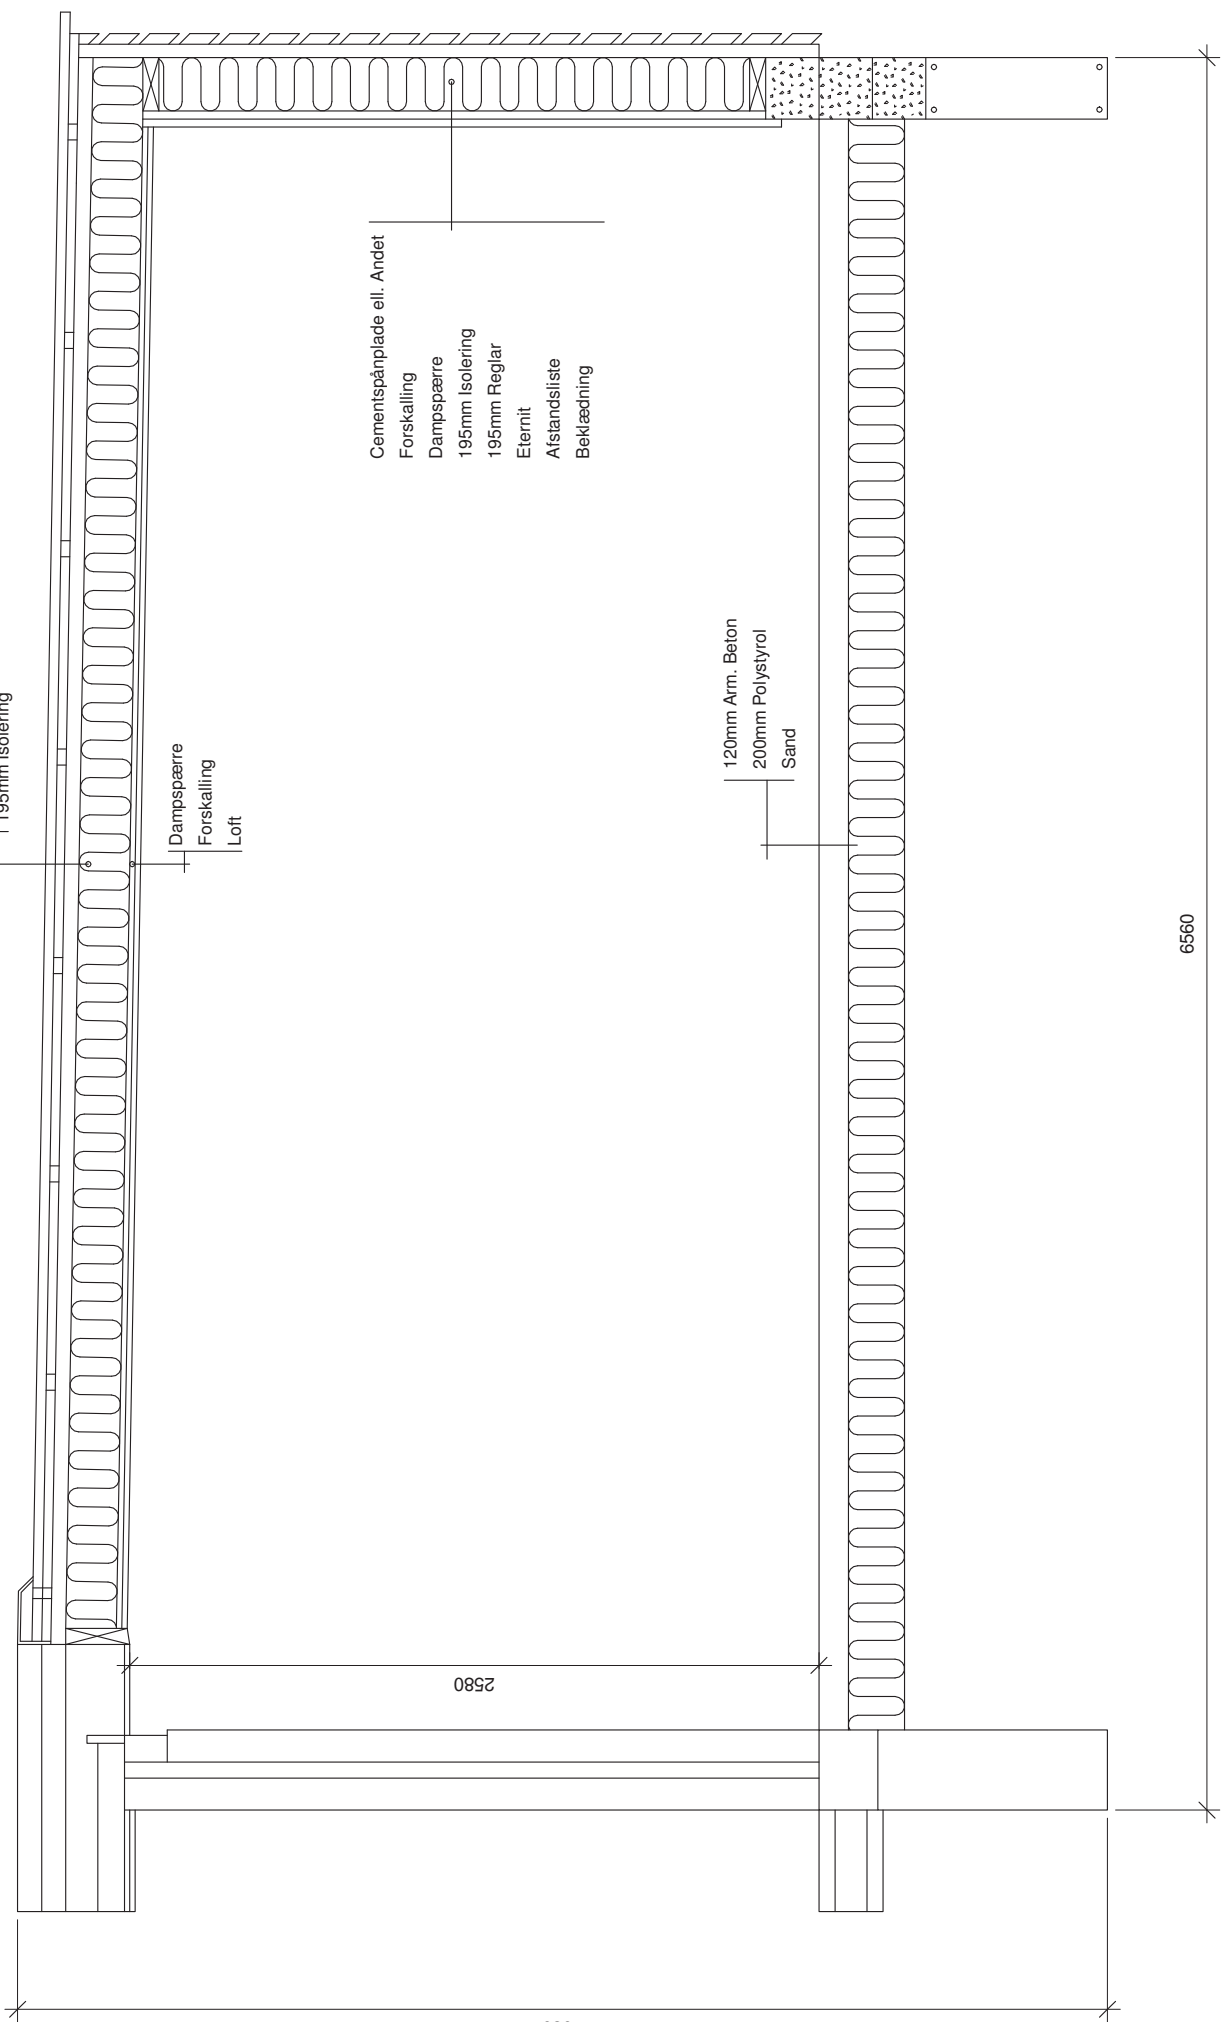 195mm Isolering
Dampspærre
Forskalling
Loft
Cementspånplade ell. Andet
Forskalling
Dampspærre
195mm Isolering
195mm Reglar
Eternit
Afstandsliste
Beklædning
120mm Arm. Beton
200mm Polystyrol
Sand
2580
6560